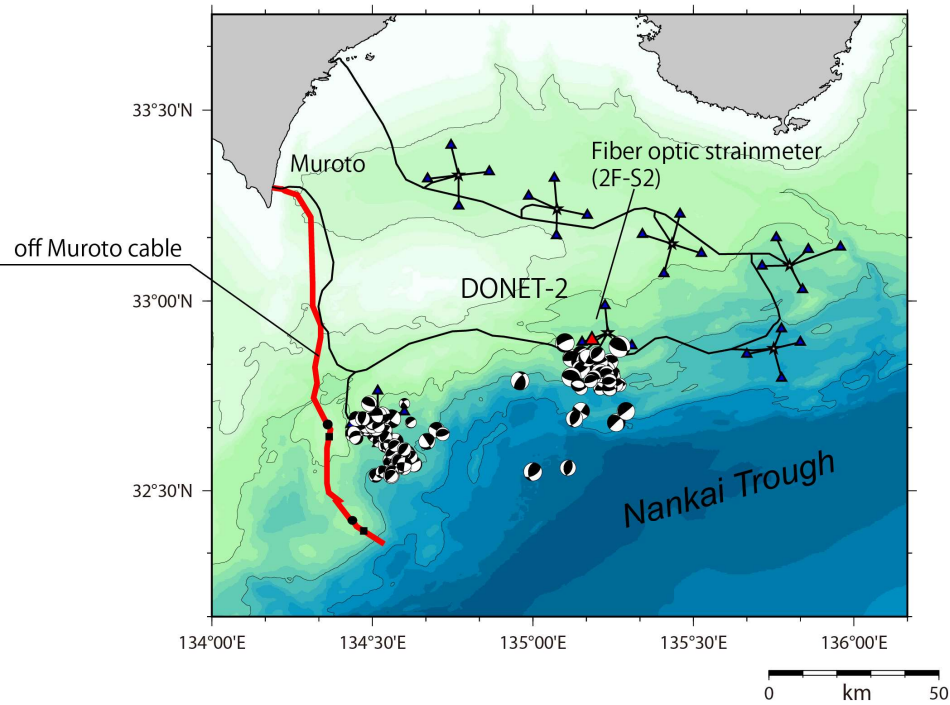 33°30'N
Fiber optic strainmeter
(2F-S2)
Muroto
off Muroto cable
33°00'N
DONET-2
32°30'N
Nankai Trough
134°00'E
134°30'E
135°00'E
135°30'E
136°00'E
0
km
50